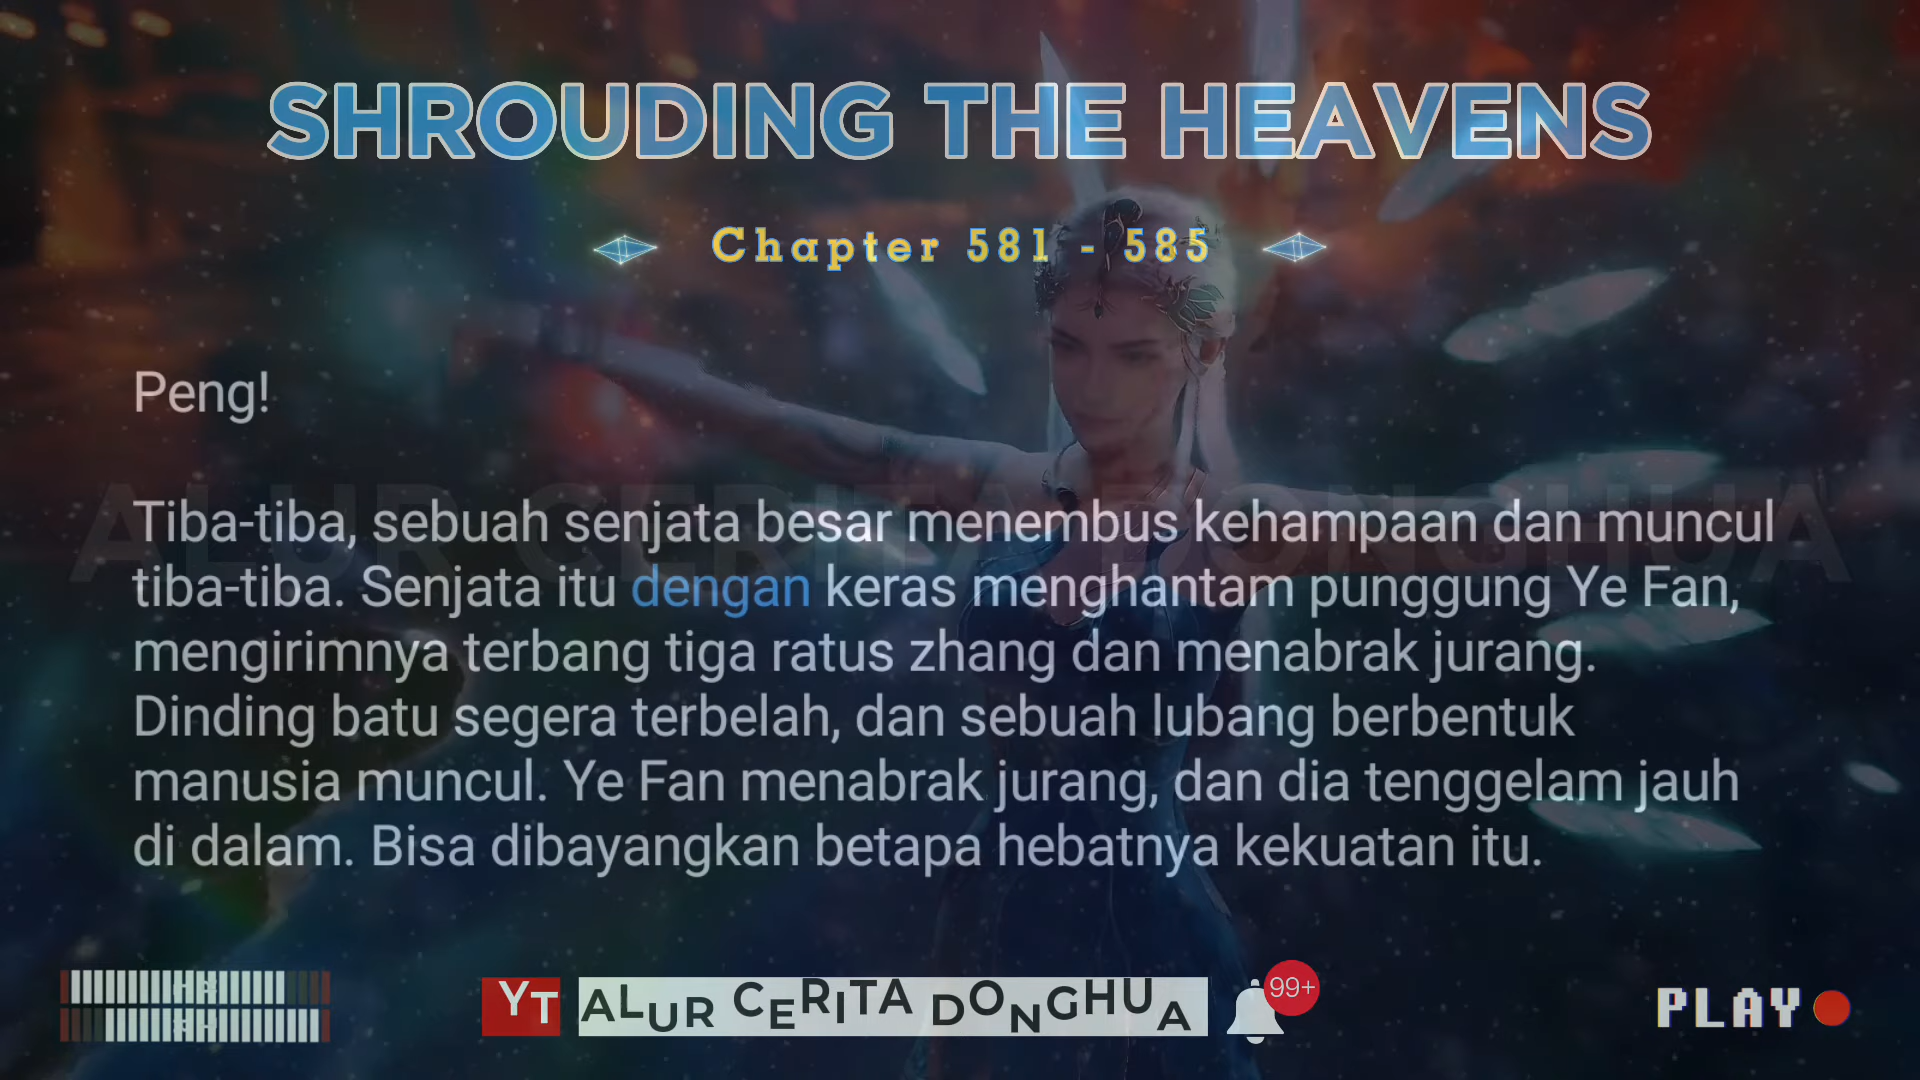 SHROUDING THE HEAVENS
Chapter 581 - 585
Peng!
Tiba-tiba, sebuah senjata besar menembus kehampaan dan muncul
tiba-tiba. Senjata itu dengan keras menghantam punggung Ye Fan,
mengirimnya terbang tiga ratus zhang dan menabrak jurang.
Dinding batu segera terbelah, dan sebuah lubang berbentuk
manusia muncul. Ye Fan menabrak jurang, dan dia tenggelam jauh
di dalam. Bisa dibayangkan betapa hebatnya kekuatan itu.
ALUR CERITA DONGHUA
YT ALUR CERITA DONGHUA 99+
PLAY